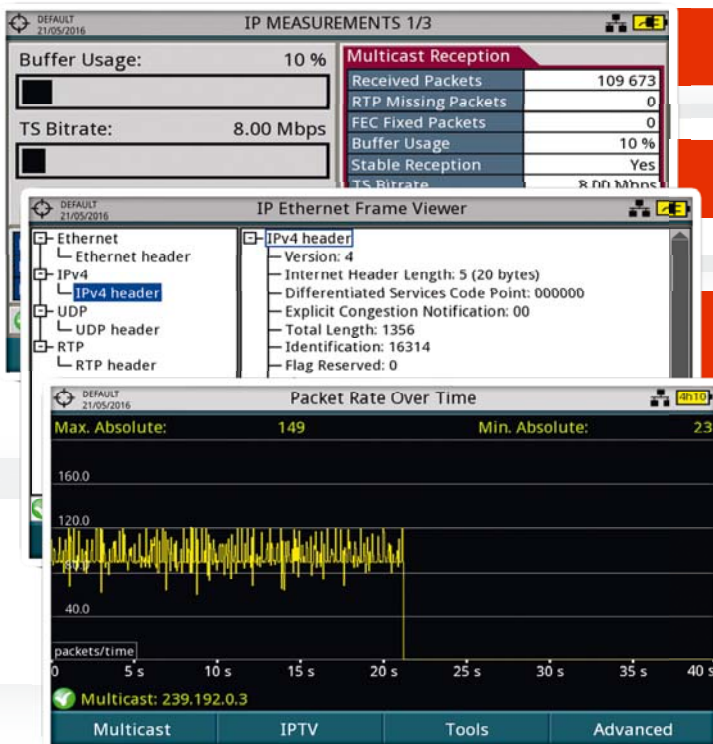 DEFAULT
21/05/2016
IP MEASUREMENTS 1/3
Buffer Usage: 10 %
TS Bitrate: 8.00 Mbps
Multicast Reception
Received Packets 109 673
RTP Missing Packets 0
FEC Fixed Packets 0
Buffer Usage 10 %
Stable Reception Yes
TS Bitrate 8.00 Mbps
DEFAULT
21/05/2016
IP Ethernet Frame Viewer
Ethernet
Ethernet header
IPv4
IPv4 header
UDP
UDP header
RTP
RTP header
IPv4 header
Version: 4
Internet Header Length: 5 (20 bytes)
Differentiated Services Code Point: 000000
Explicit Congestion Notification: 00
Total Length: 1356
Identification: 16314
Flag Reserved: 0
DEFAULT
21/05/2016
Packet Rate Over Time
4h10
Max. Absolute: 149 Min. Absolute: 23
160.0
120.0
40.0
packets/time
0 5 s 10 s 15 s 20 s 25 s 30 s 35 s 40 s
Multicast: 239.192.0.3
Multicast IPTV Tools Advanced